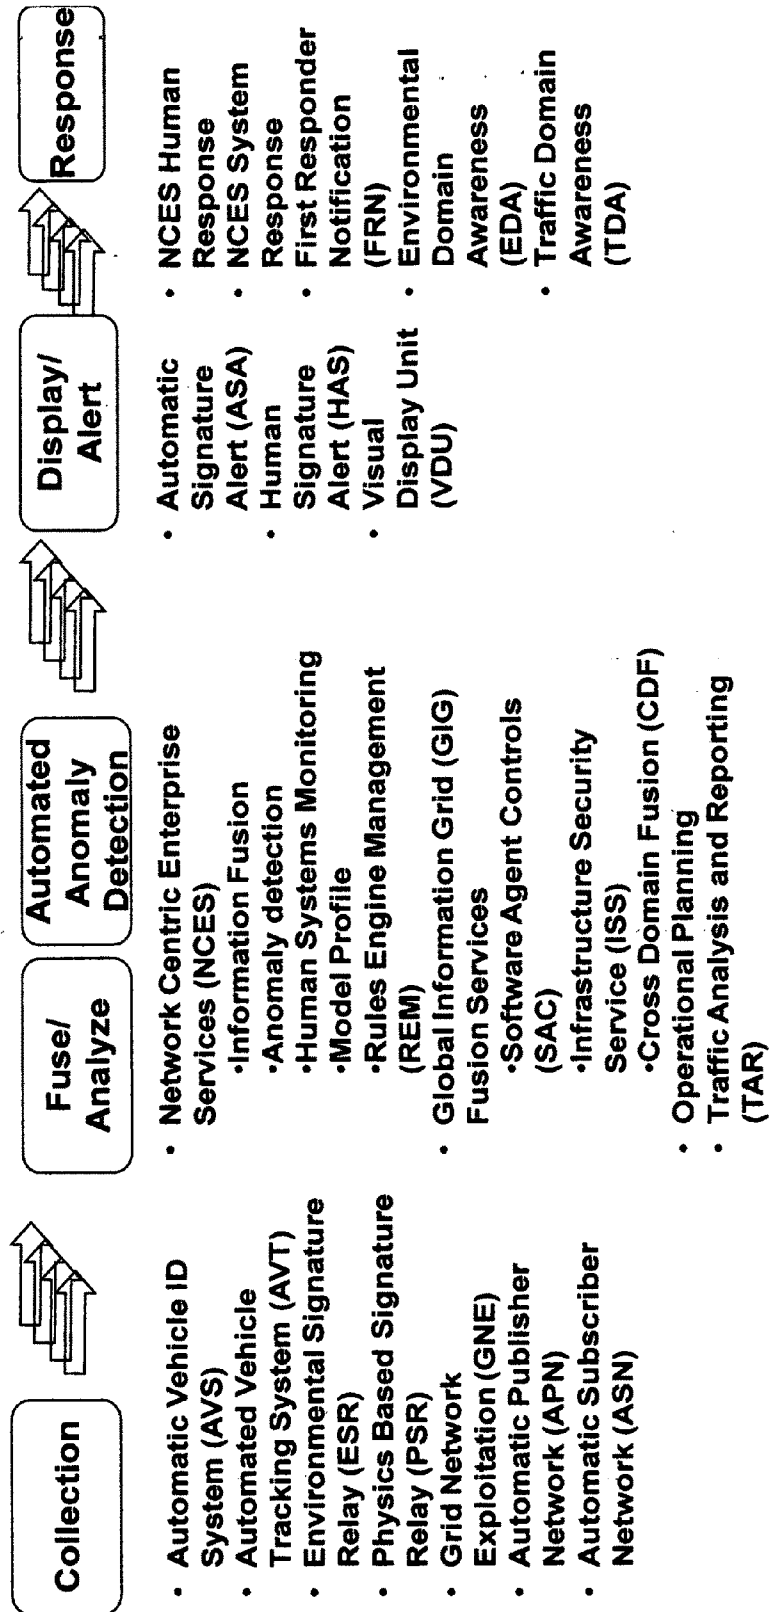 Collection
Fuse/
Analyze
Automated
Anomaly
Detection
Display/
Alert
Response
• Automatic Vehicle ID
System (AVS)
• Automated Vehicle
Tracking System (AVT)
• Environmental Signature
Relay (ESR)
• Physics Based Signature
Relay (PSR)
• Grid Network
Exploitation (GNE)
• Automatic Publisher
Network (APN)
• Automatic Subscriber
Network (ASN)
• Network Centric Enterprise
Services (NCES)
•Information Fusion
•Anomaly detection
•Human Systems Monitoring
•Model Profile
•Rules Engine Management
(REM)
• Global Information Grid (GIG)
Fusion Services
•Software Agent Controls
(SAC)
•Infrastructure Security
Service (ISS)
•Cross Domain Fusion (CDF)
• Operational Planning
• Traffic Analysis and Reporting
(TAR)
• Automatic
Signature
Alert (ASA)
• Human
Signature
Alert (HAS)
• Visual
Display Unit
(VDU)
• NCES Human
Response
• NCES System
Response
• First Responder
Notification
(FRN)
• Environmental
Domain
Awareness
(EDA)
• Traffic Domain
Awareness
(TDA)